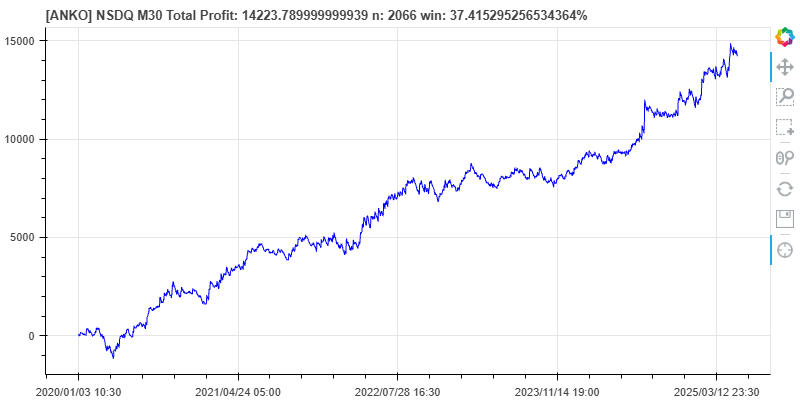 [ANKO] NSDQ M30 Total Profit: 14223.789999999939 n: 2066 win: 37.415295256534364%
15000
10000
5000
0
2020/01/03 10:30 2021/04/24 05:00 2022/07/28 16:30 2023/11/14 19:00 2025/03/12 23:30